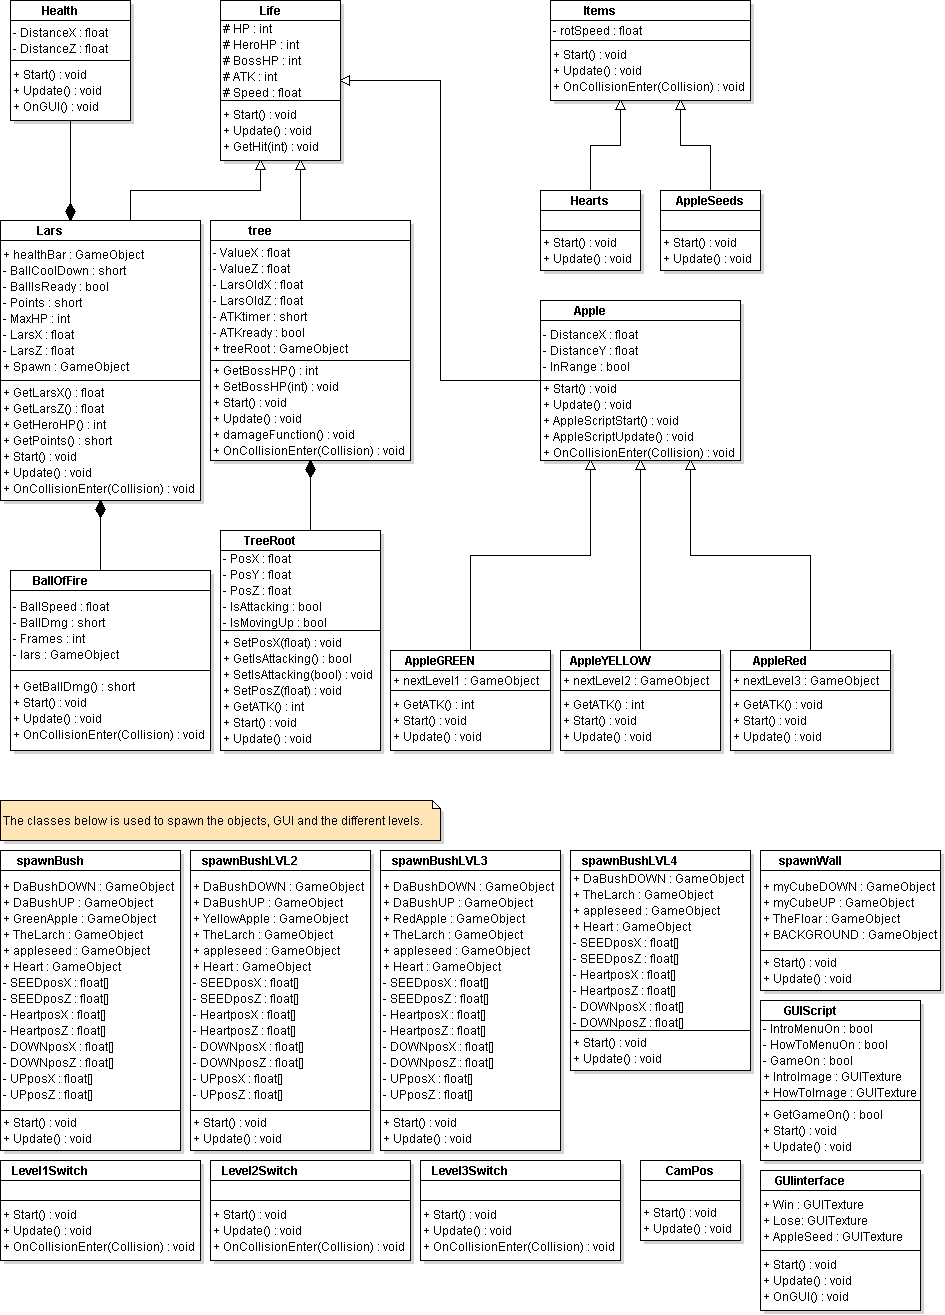 Health
- DistanceX : float
- DistanceZ : float
+ Start() : void
+ Update() : void
+ OnGUI() : void
Life
# HP : int
# HeroHP : int
# BossHP : int
# ATK : int
# Speed : float
+ Start() : void
+ Update() : void
+ GetHit(int) : void
Items
- rotSpeed : float
+ Start() : void
+ Update() : void
+ OnCollisionEnter(Collision) : void
Hearts
+ Start() : void
+ Update() : void
AppleSeeds
+ Start() : void
+ Update() : void
Lars
+ healthBar : GameObject
- BallCoolDown : short
- BallIsReady : bool
- Points : short
- MaxHP : int
- LarsX : float
- LarsZ : float
+ Spawn : GameObject
+ GetLarsX() : float
+ GetLarsZ() : float
+ GetHeroHP() : int
+ GetPoints() : short
+ Start() : void
+ Update() : void
+ OnCollisionEnter(Collision) : void
tree
- ValueX : float
- ValueZ : float
- LarsOldX : float
- LarsOldZ : float
- ATKtimer : short
- ATKready : bool
+ treeRoot : GameObject
+ GetBossHP() : int
+ SetBossHP(int) : void
+ Start() : void
+ Update() : void
+ damageFunction() : void
+ OnCollisionEnter(Collision) : void
Apple
- DistanceX : float
- DistanceY : float
- InRange : bool
+ Start() : void
+ Update() : void
+ AppleScriptStart() : void
+ AppleScriptUpdate() : void
+ OnCollisionEnter(Collision) : void
BallOfFire
- BallSpeed : float
- BallDmg : short
- Frames : int
- lars : GameObject
+ GetBallDmg() : short
+ Start() : void
+ Update() : void
+ OnCollisionEnter(Collision) : void
TreeRoot
- PosX : float
- PosY : float
- PosZ : float
- IsAttacking : bool
- IsMovingUp : bool
+ SetPosX(float) : void
+ GetIsAttacking() : bool
+ SetIsAttacking(bool) : void
+ SetPosZ(float) : void
+ GetATK() : int
+ Start() : void
+ Update() : void
AppleGREEN
+ nextLevel1 : GameObject
+ GetATK() : int
+ Start() : void
+ Update() : void
AppleYELLOW
+ nextLevel2 : GameObject
+ GetATK() : int
+ Start() : void
+ Update() : void
AppleRed
+ nextLevel3 : GameObject
+ GetATK() : void
+ Start() : void
+ Update() : void
The classes below is used to spawn the objects, GUI and the different levels.
spawnBush
+ DaBushDOWN : GameObject
+ DaBushUP : GameObject
+ GreenApple : GameObject
+ TheLarch : GameObject
+ appleseed : GameObject
+ Heart : GameObject
- SEEDposX : float[]
- SEEDposZ : float[]
- HeartposX : float[]
- HeartposZ : float[]
- DOWNposX : float[]
- DOWNposZ : float[]
- UPposX : float[]
- UPposZ : float[]
+ Start() : void
+ Update() : void
spawnBushLVL2
+ DaBushDOWN : GameObject
+ DaBushUP : GameObject
+ YellowApple : GameObject
+ TheLarch : GameObject
+ appleseed : GameObject
+ Heart : GameObject
- SEEDposX : float[]
- SEEDposZ : float[]
- HeartposX : float[]
- HeartposZ : float[]
- DOWNposX : float[]
- DOWNposZ : float[]
- UPposX : float[]
- UPposZ : float[]
+ Start() : void
+ Update() : void
spawnBushLVL3
+ DaBushDOWN : GameObject
+ DaBushUP : GameObject
+ RedApple : GameObject
+ TheLarch : GameObject
+ appleseed : GameObject
+ Heart : GameObject
- SEEDposX : float[]
- SEEDposZ : float[]
- HeartposX : float[]
- HeartposZ : float[]
- DOWNposX : float[]
- DOWNposZ : float[]
- UPposX : float[]
- UPposZ : float[]
+ Start() : void
+ Update() : void
spawnBushLVL4
+ DaBushDOWN : GameObject
+ TheLarch : GameObject
+ appleseed : GameObject
+ Heart : GameObject
- SEEDposX : float[]
- SEEDposZ : float[]
- HeartposX : float[]
- HeartposZ : float[]
- DOWNposX : float[]
- DOWNposZ : float[]
+ Start() : void
+ Update() : void
spawnWall
+ myCubeDOWN : GameObject
+ myCubeUP : GameObject
+ TheFloar : GameObject
+ BACKGROUND : GameObject
+ Start() : void
+ Update() : void
GUIScript
- IntroMenuOn : bool
- HowToMenuOn : bool
- GameOn : bool
+ IntroImage : GUITexture
+ HowToImage : GUITexture
+ GetGameOn() : bool
+ Start() : void
+ Update() : void
Level1Switch
+ Start() : void
+ Update() : void
+ OnCollisionEnter(Collision) : void
Level2Switch
+ Start() : void
+ Update() : void
+ OnCollisionEnter(Collision) : void
Level3Switch
+ Start() : void
+ Update() : void
+ OnCollisionEnter(Collision) : void
CamPos
+ Start() : void
+ Update() : void
GUIinterface
+ Win : GUITexture
+ Lose: GUITexture
+ AppleSeed : GUITexture
+ Start() : void
+ Update() : void
+ OnGUI() : void